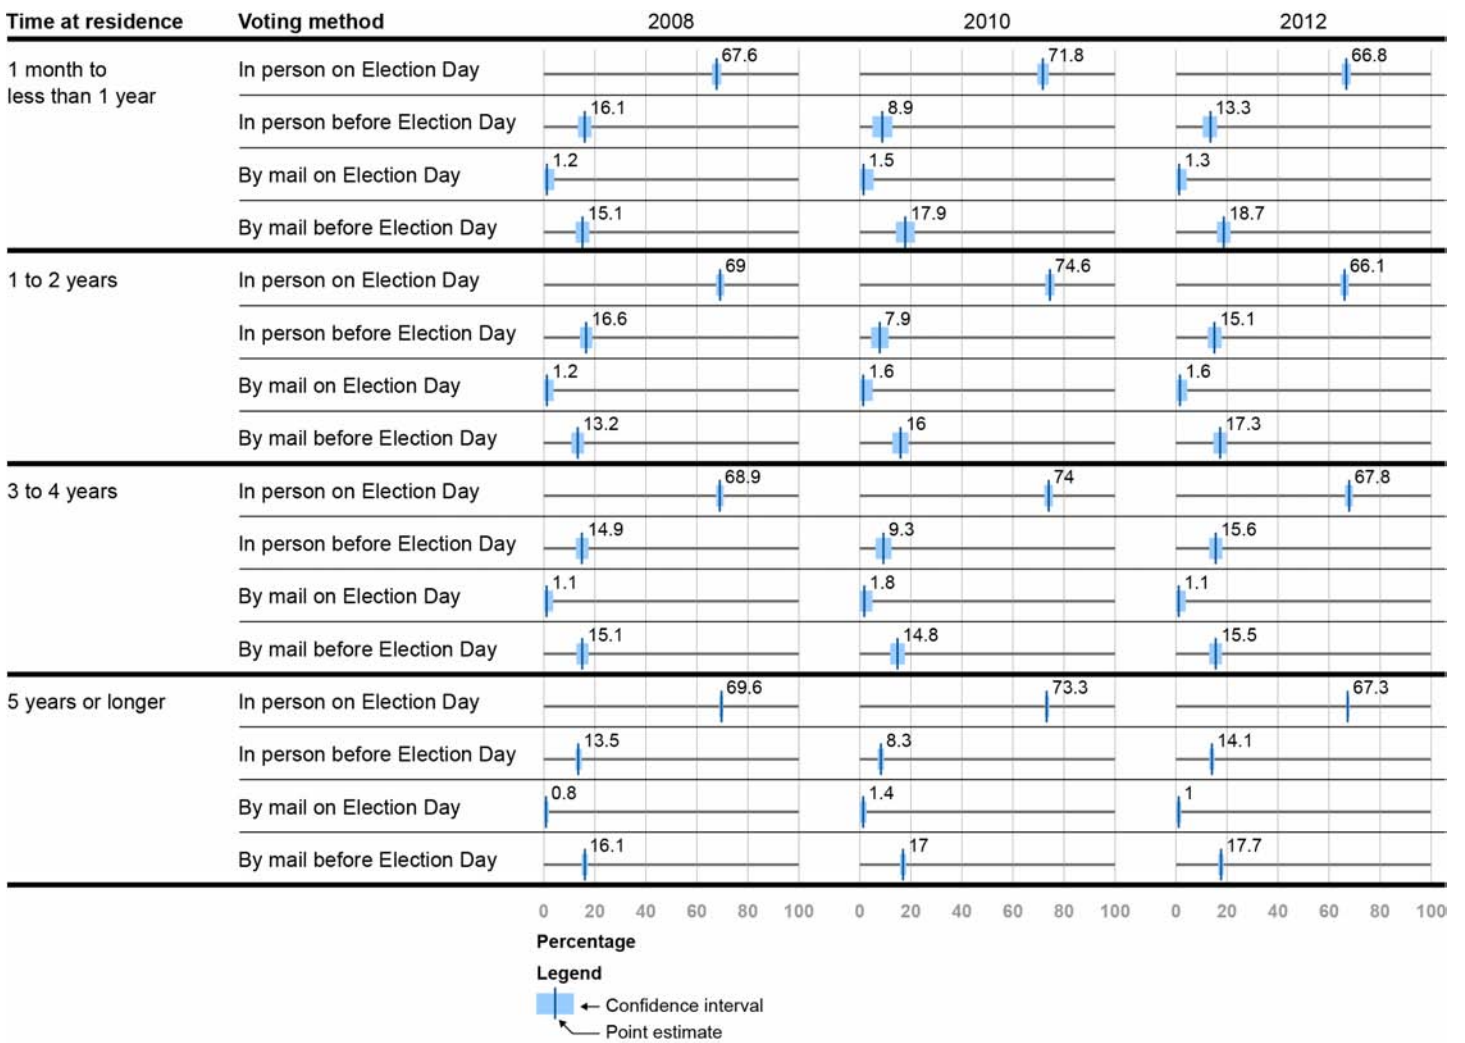 Time at residence Voting method 2008 2010 2012
1 month to
less than 1 year
In person on Election Day 67.6 71.8 66.8
In person before Election Day 16.1 8.9 13.3
By mail on Election Day 1.2 1.5 1.3
By mail before Election Day 15.1 17.9 18.7
1 to 2 years In person on Election Day 69 74.6 66.1
In person before Election Day 16.6 7.9 15.1
By mail on Election Day 1.2 1.6 1.6
By mail before Election Day 13.2 16 17.3
3 to 4 years In person on Election Day 68.9 74 67.8
In person before Election Day 14.9 9.3 15.6
By mail on Election Day 1.1 1.8 1.1
By mail before Election Day 15.1 14.8 15.5
5 years or longer In person on Election Day 69.6 73.3 67.3
In person before Election Day 13.5 8.3 14.1
By mail on Election Day 0.8 1.4 1
By mail before Election Day 16.1 17 17.7
0 20 40 60 80 100 0 20 40 60 80 100 0 20 40 60 80 100
Percentage
Legend
Confidence interval
Point estimate